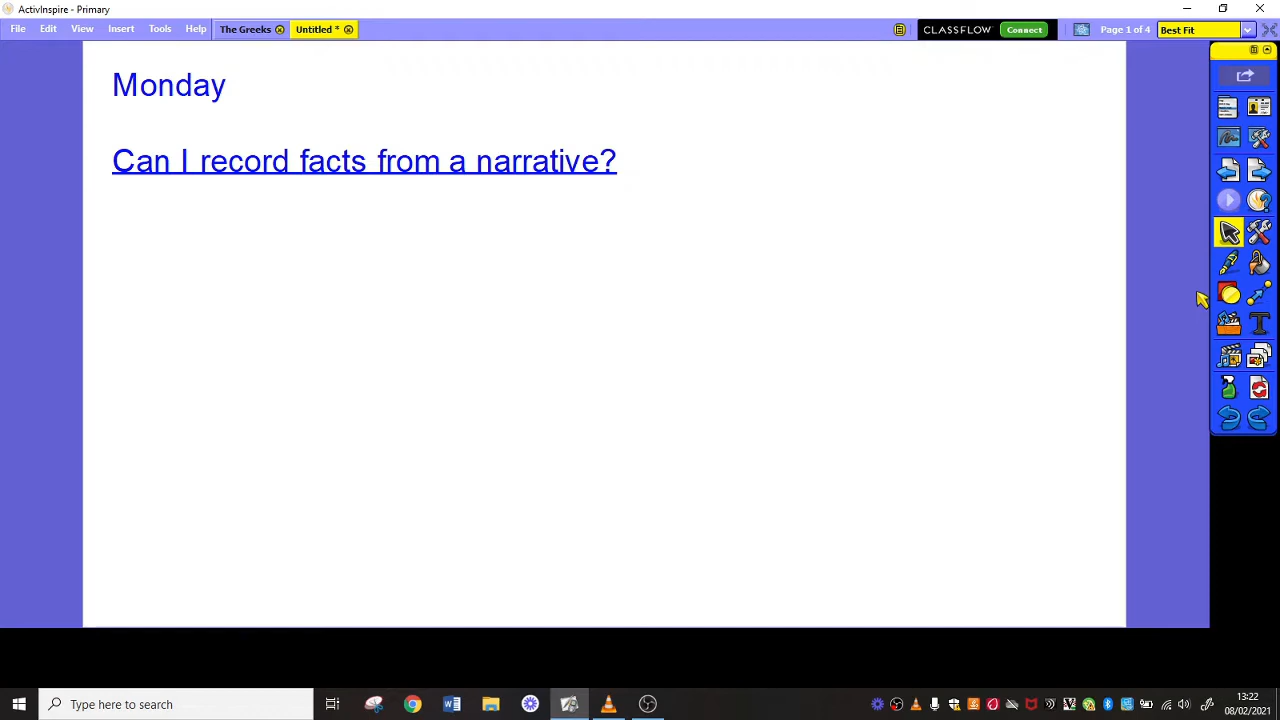 ActivInspire - Primary
File Edit View Insert Tools Help The Greeks Untitled * CLASSFLOW Connect Page 1 of 4 Best Fit
Monday
Can I record facts from a narrative?
Type here to search
13:22
08/02/2021